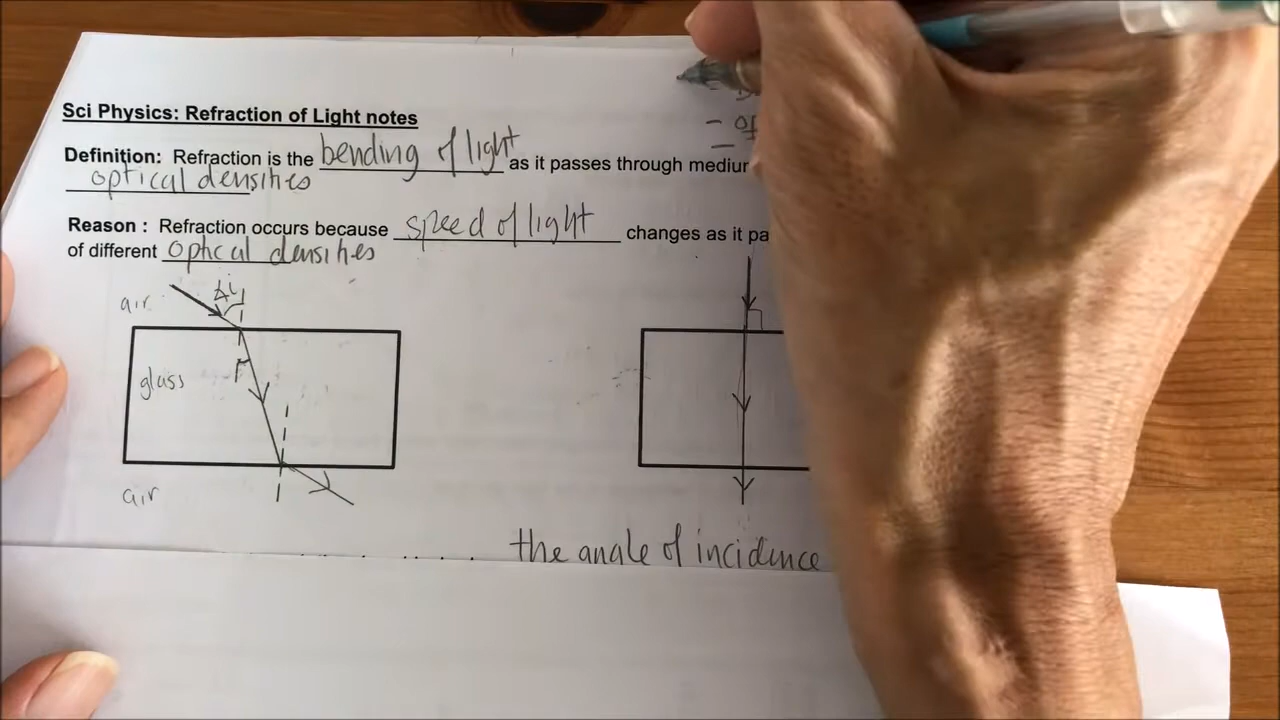 Sci Physics: Refraction of Light notes
- of
Definition: Refraction is the bending of light as it passes through
optical densities
Reason : Refraction occurs because speed of light changes as it
of different optical densities
air
∠i
glass
r
air
the angle of incidence